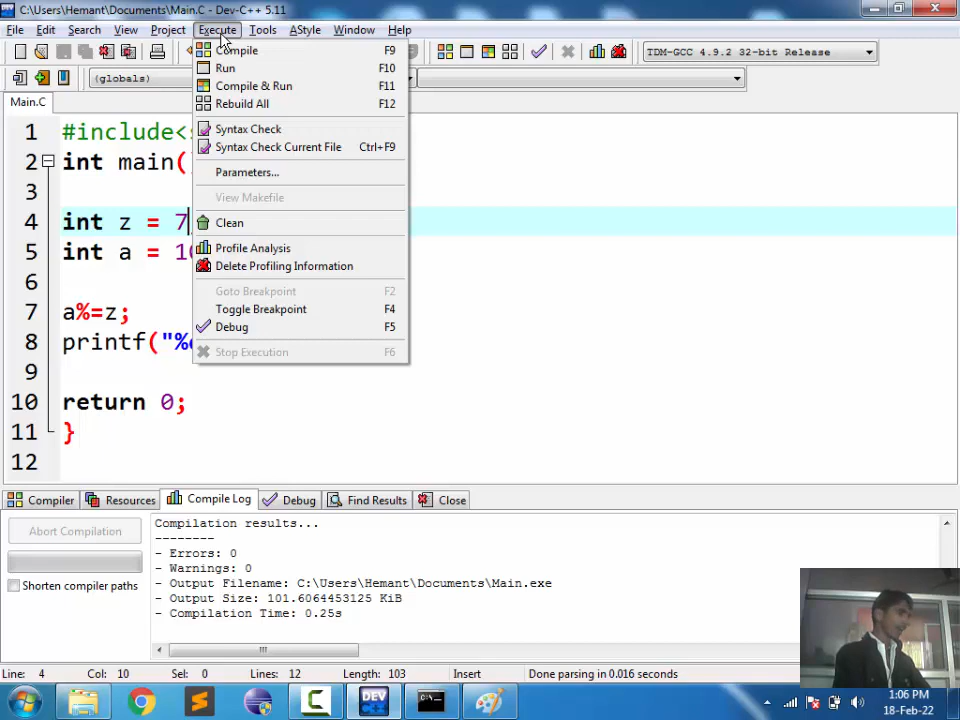 C:\Users\Hemant\Documents\Main.C - Dev-C++ 5.11
File Edit Search View Project Execute Tools AStyle Window Help
TDM-GCC 4.9.2 32-bit Release
(globals)
Main.C
Compile F9
Run F10
Compile & Run F11
Rebuild All F12
Syntax Check
Syntax Check Current File Ctrl+F9
Parameters...
View Makefile
Clean
Profile Analysis
Delete Profiling Information
Goto Breakpoint F2
Toggle Breakpoint F4
Debug F5
Stop Execution F6
1 #include<
2 int main(
3
4 int z = 7
5 int a = 10
6
7 a%=z;
8 printf("%
9
10 return 0;
11 }
12
Compiler Resources Compile Log Debug Find Results Close
Abort Compilation
Shorten compiler paths
Compilation results...
--------
- Errors: 0
- Warnings: 0
- Output Filename: C:\Users\Hemant\Documents\Main.exe
- Output Size: 101.6064453125 KiB
- Compilation Time: 0.25s
Line: 4 Col: 10 Sel: 0 Lines: 12 Length: 103 Insert Done parsing in 0.016 seconds
DEV
1:06 PM
18-Feb-22